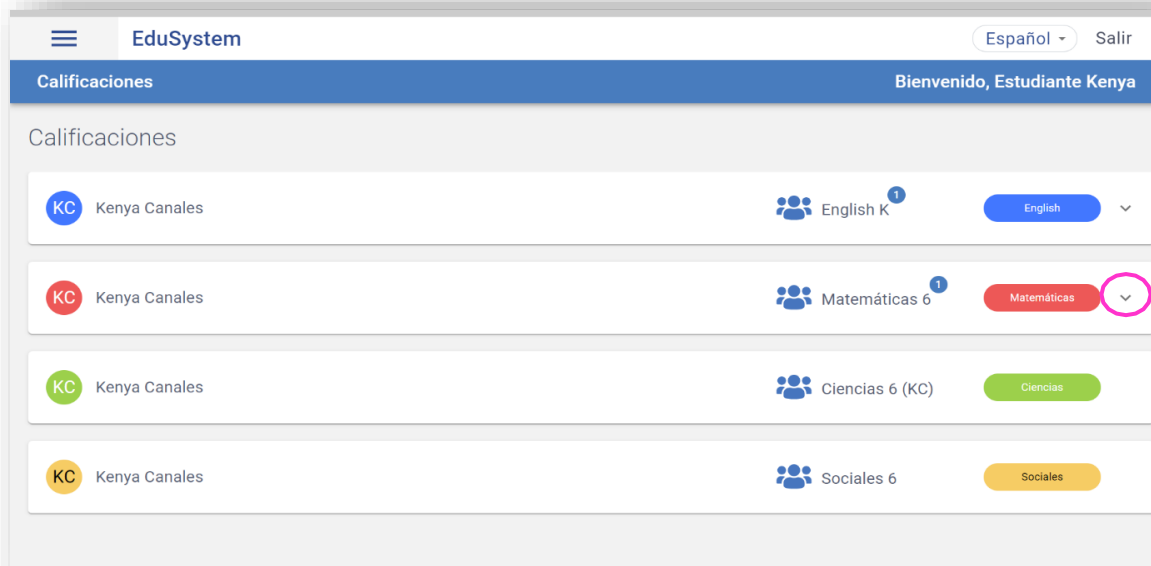 EduSystem Español Salir
Calificaciones Bienvenido, Estudiante Kenya
Calificaciones
KC Kenya Canales English K 1 English
KC Kenya Canales Matemáticas 6 1 Matemáticas
KC Kenya Canales Ciencias 6 (KC) Ciencias
KC Kenya Canales Sociales 6 Sociales